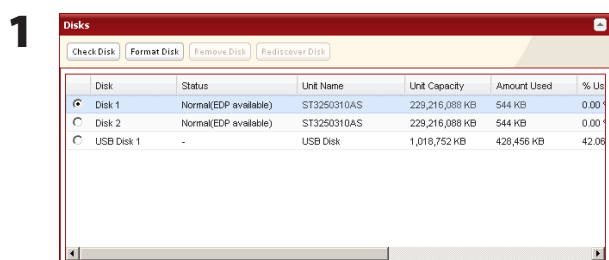 1
Disks
Check Disk Format Disk Remove Disk Rediscover Disk
Disk Status Unit Name Unit Capacity Amount Used % Us
Disk 1 Normal(EDP available) ST3250310AS 229,216,088 KB 544 KB 0.00 %
Disk 2 Normal(EDP available) ST3250310AS 229,216,088 KB 544 KB 0.00 %
USB Disk 1 - USB Disk 1,018,752 KB 428,456 KB 42.06